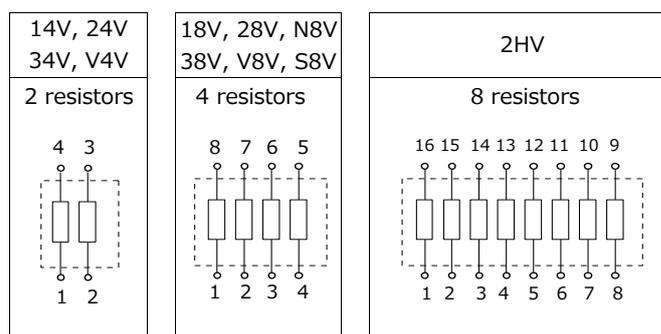 14V, 24V
34V, V4V
2 resistors
4 3
1 2
18V, 28V, N8V
38V, V8V, S8V
4 resistors
8 7 6 5
1 2 3 4
2HV
8 resistors
16 15 14 13 12 11 10 9
1 2 3 4 5 6 7 8